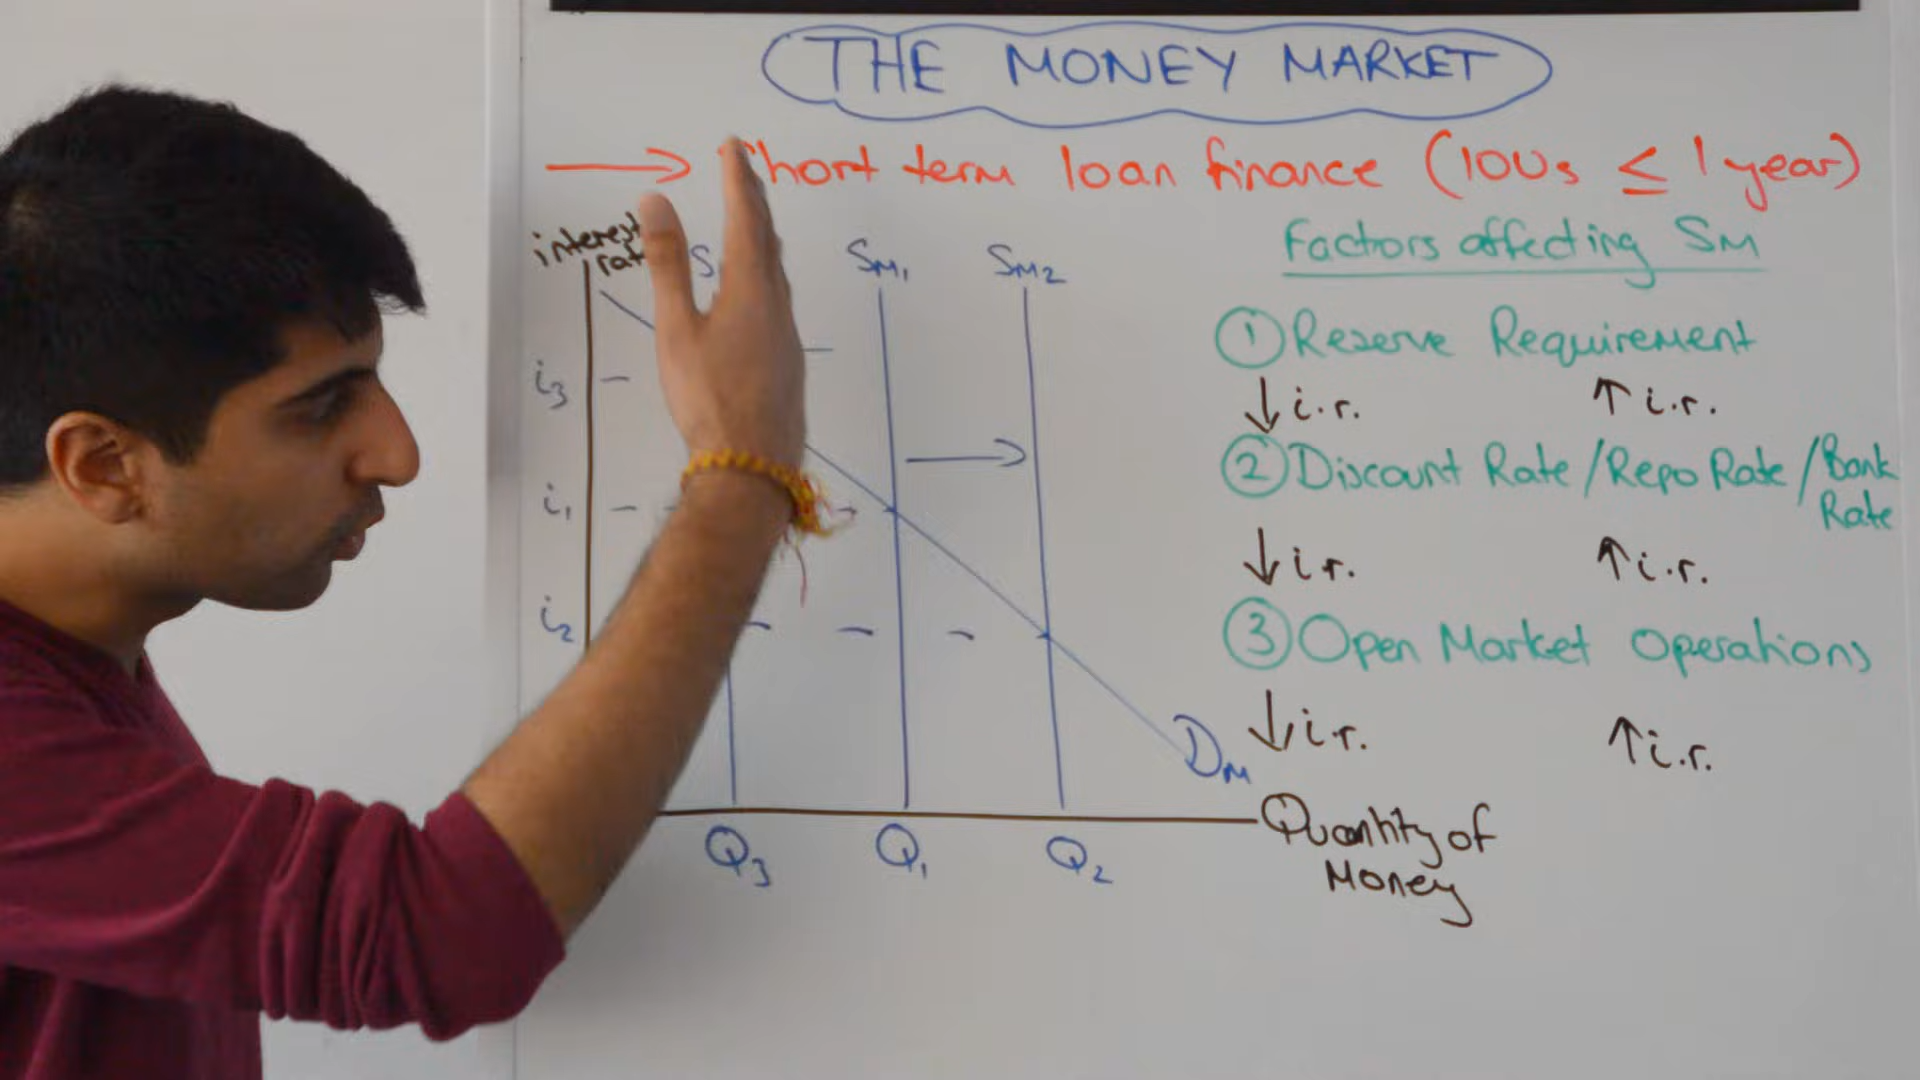 THE MONEY MARKET
Short term loan finance (IOUs ≤ 1 year)
interest
rate
S
SM1
SM2
i3
i1
i2
DM
Q3
Q1
Q2
Quantity of
Money
Factors affecting SM
① Reserve Requirement
↓ i.r. ↑ i.r.
② Discount Rate / Repo Rate / Bank
Rate
↓ i.r. ↑ i.r.
③ Open Market Operations
↓ i.r. ↑ i.r.